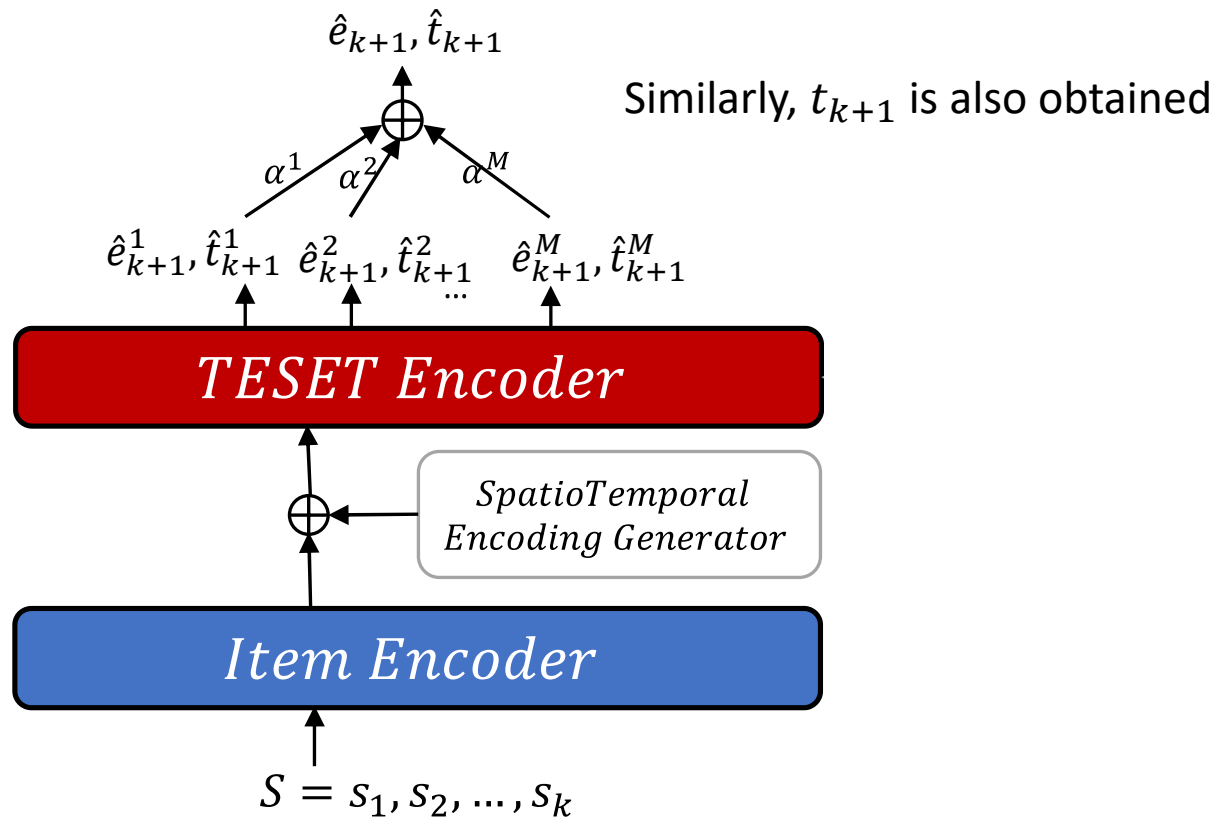 ê_{k+1}, t̂_{k+1}
Similarly, t_{k+1} is also obtained
α^1 α^2 α^M
ê^1_{k+1}, t̂^1_{k+1} ê^2_{k+1}, t̂^2_{k+1} ... ê^M_{k+1}, t̂^M_{k+1}
TESET Encoder
SpatioTemporal
Encoding Generator
Item Encoder
S = s_1, s_2, …, s_k